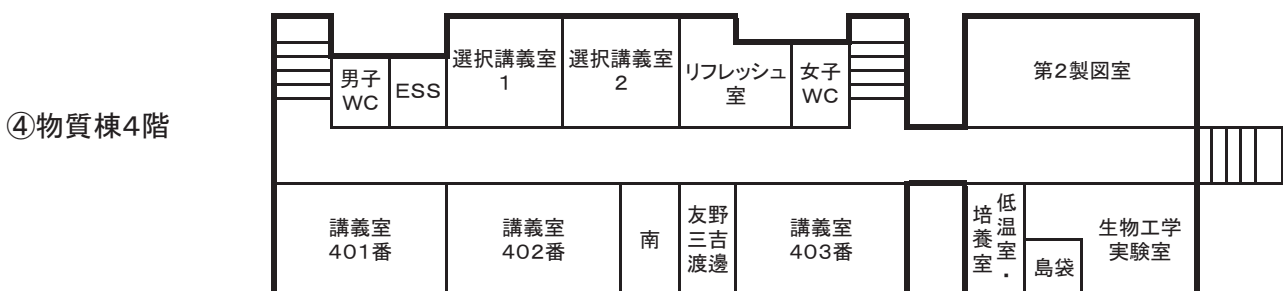 ④物質棟4階
男子
WC
ESS
選択講義室
1
選択講義室
2
リフレッシュ
室
女子
WC
第2製図室
講義室
401番
講義室
402番
南
友野
三吉
渡邊
講義室
403番
低温室・
培養室
島袋
生物工学
実験室